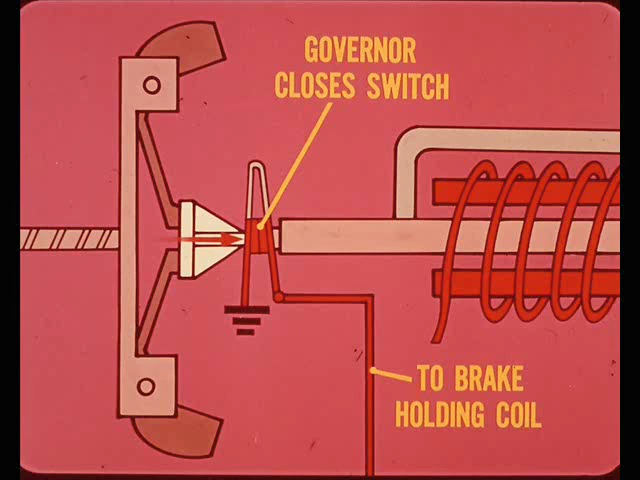 GOVERNOR
CLOSES SWITCH
TO BRAKE
HOLDING COIL